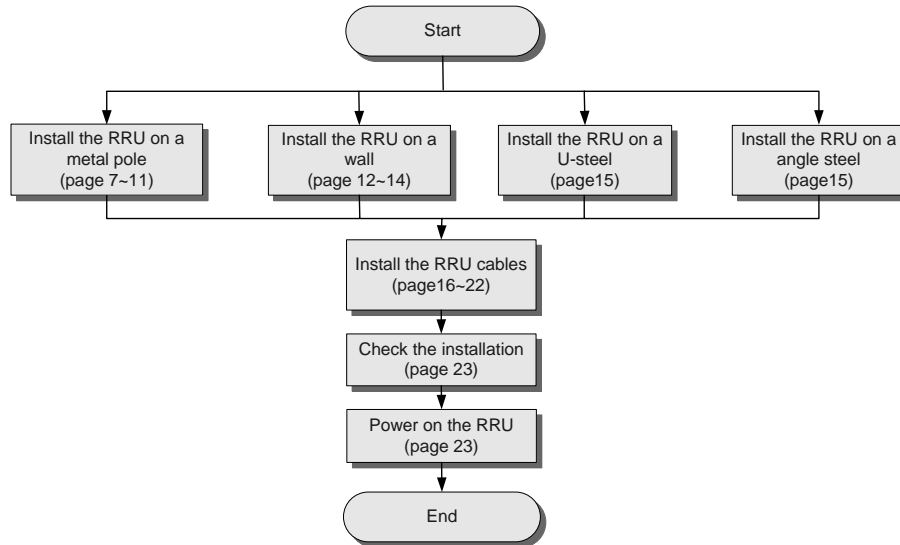 Start
Install the RRU on a
metal pole
(page 7~11)
Install the RRU on a
wall
(page 12~14)
Install the RRU on a
U-steel
(page15)
Install the RRU on a
angle steel
(page15)
Install the RRU cables
(page16~22)
Check the installation
(page 23)
Power on the RRU
(page 23)
End